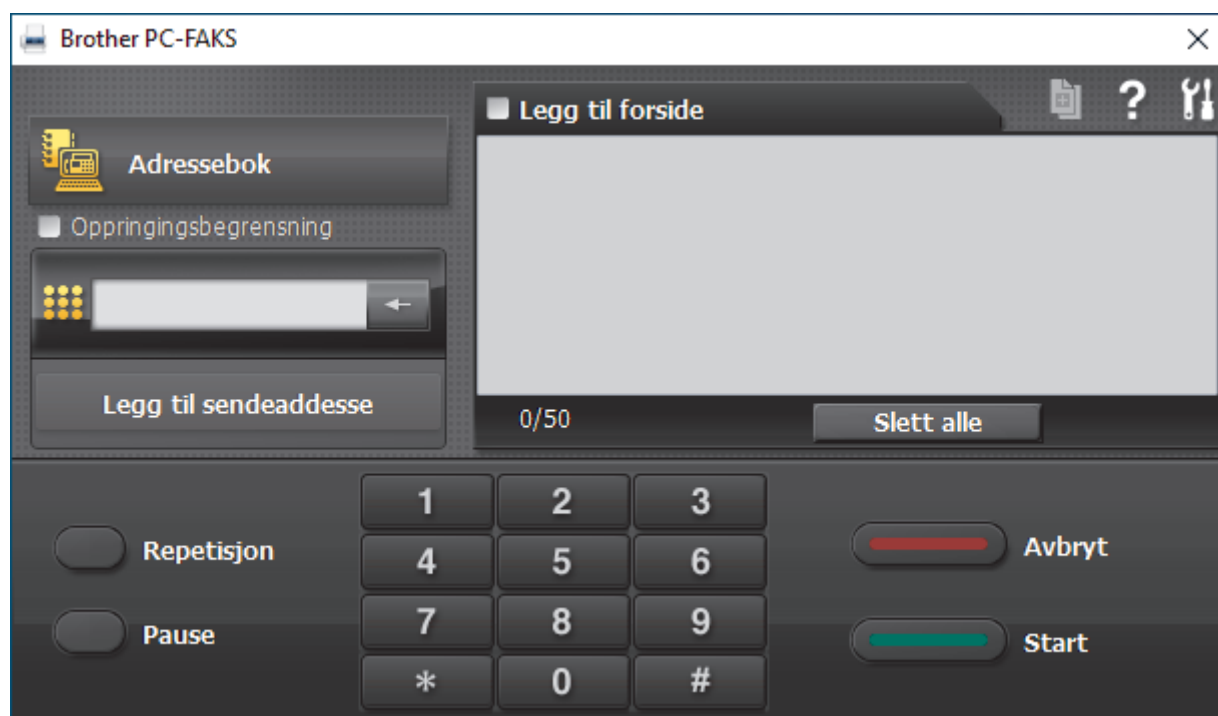 Brother PC-FAKS
Legg til forside
?
Adressebok
Oppringingsbegrensning
Legg til sendeaddesse
0/50
Slett alle
1 2 3
4 5 6
7 8 9
* 0 #
Repetisjon
Pause
Avbryt
Start